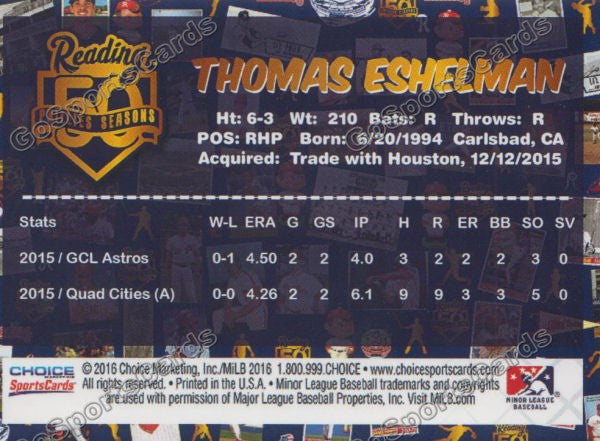 Reading
50
PHILLIES SEASONS
THOMAS ESHELMAN
Ht: 6-3 Wt: 210 Bats: R Throws: R
POS: RHP Born: 6/20/1994 Carlsbad, CA
Acquired: Trade with Houston, 12/12/2015
Stats W-L ERA G GS IP H R ER BB SO SV
2015 / GCL Astros 0-1 4.50 2 2 4.0 3 2 2 2 3 0
2015 / Quad Cities (A) 0-0 4.26 2 2 6.1 9 9 3 3 5 0
CHOICE
MARKETING
SportsCards
© 2016 Choice Marketing, Inc./MiLB 2016 1.800.999.CHOICE • www.choicesportscards.com
All rights reserved. • Printed in the U.S.A. • Minor League Baseball trademarks and copyrights
are used with permission of Major League Baseball Properties, Inc. Visit MiLB.com
MINOR LEAGUE
BASEBALL
GoSportsCards